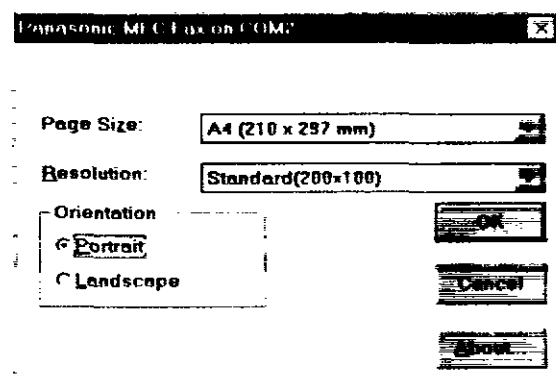 Panasonic MFC Fax on COM2
Page Size: A4 (210 x 297 mm)
Resolution: Standard(200x100)
Orientation
Portrait
Landscape
OK
Cancel
About...